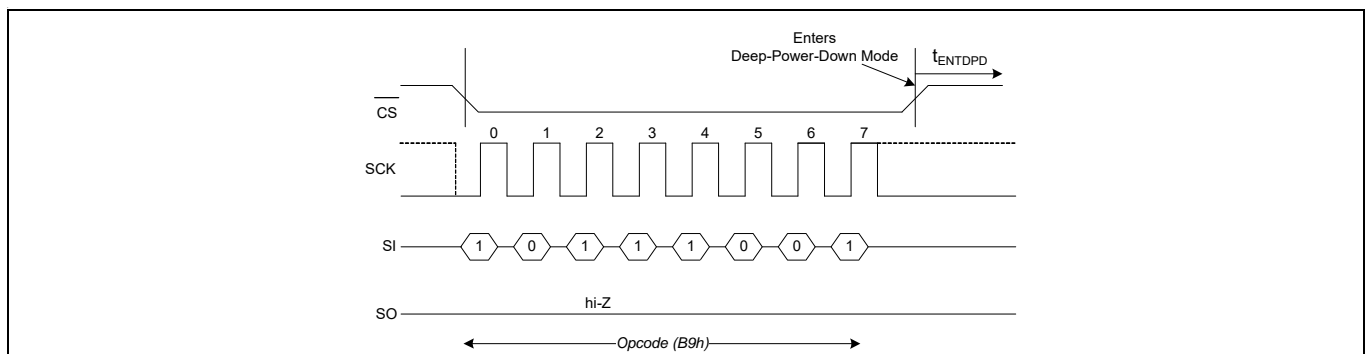 Enters
Deep-Power-Down Mode
tENTDPD
CS
0 1 2 3 4 5 6 7
SCK
SI 1 0 1 1 1 0 0 1
hi-Z
SO
Opcode (B9h)